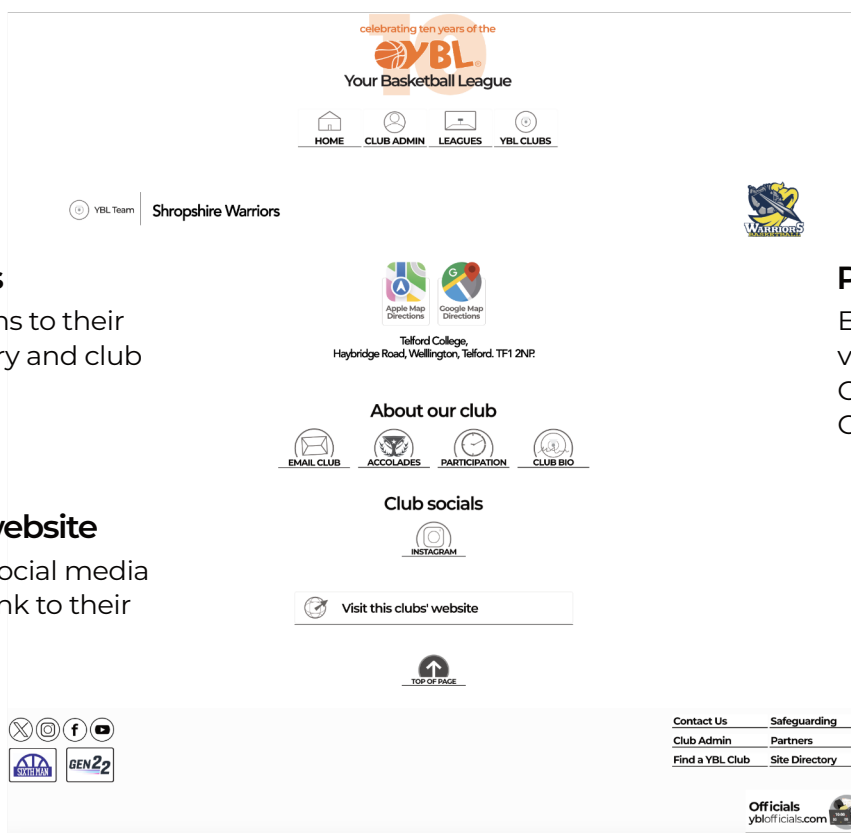 celebrating ten years of the
10
YBL®
Your Basketball League
HOME CLUB ADMIN LEAGUES YBL CLUBS
YBL Team Shropshire Warriors
WARRIORS
BASKETBALL
s
ns to their
ry and club
P
E
v
Apple Map
Directions
Google Map
Directions
Telford College,
Haybridge Road, Wellington, Telford. TF1 2NP.
About our club
EMAIL CLUB ACCOLADES PARTICIPATION CLUB BIO
Club socials
INSTAGRAM
vebsite
ocial media
nk to their
Visit this clubs' website
TOP OF PAGE
SIXTH MAN
GEN22
Contact Us Safeguarding
Club Admin Partners
Find a YBL Club Site Directory
Officials
yblofficials.com